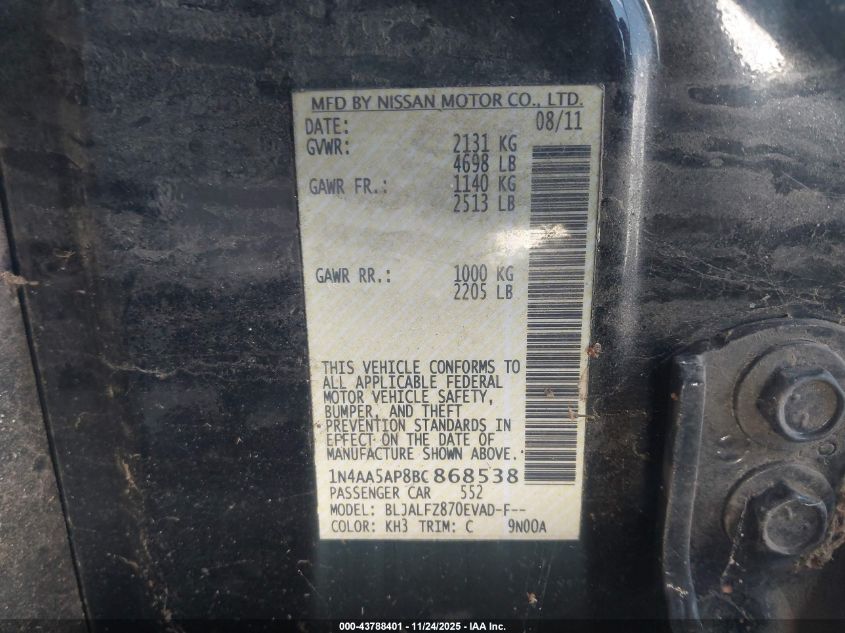 MFD BY NISSAN MOTOR CO., LTD.
DATE: 08/11
GVWR: 2131 KG
4698 LB
GAWR FR.: 1140 KG
2513 LB
GAWR RR.: 1000 KG
2205 LB
THIS VEHICLE CONFORMS TO
ALL APPLICABLE FEDERAL
MOTOR VEHICLE SAFETY,
BUMPER, AND THEFT
PREVENTION STANDARDS IN
EFFECT ON THE DATE OF
MANUFACTURE SHOWN ABOVE.
1N4AA5AP8BC868538
PASSENGER CAR 552
MODEL: BLJALFZ870EVAD-F--
COLOR: KH3 TRIM: C 9N00A
000-43788401 - 11/24/2025 - IAA Inc.